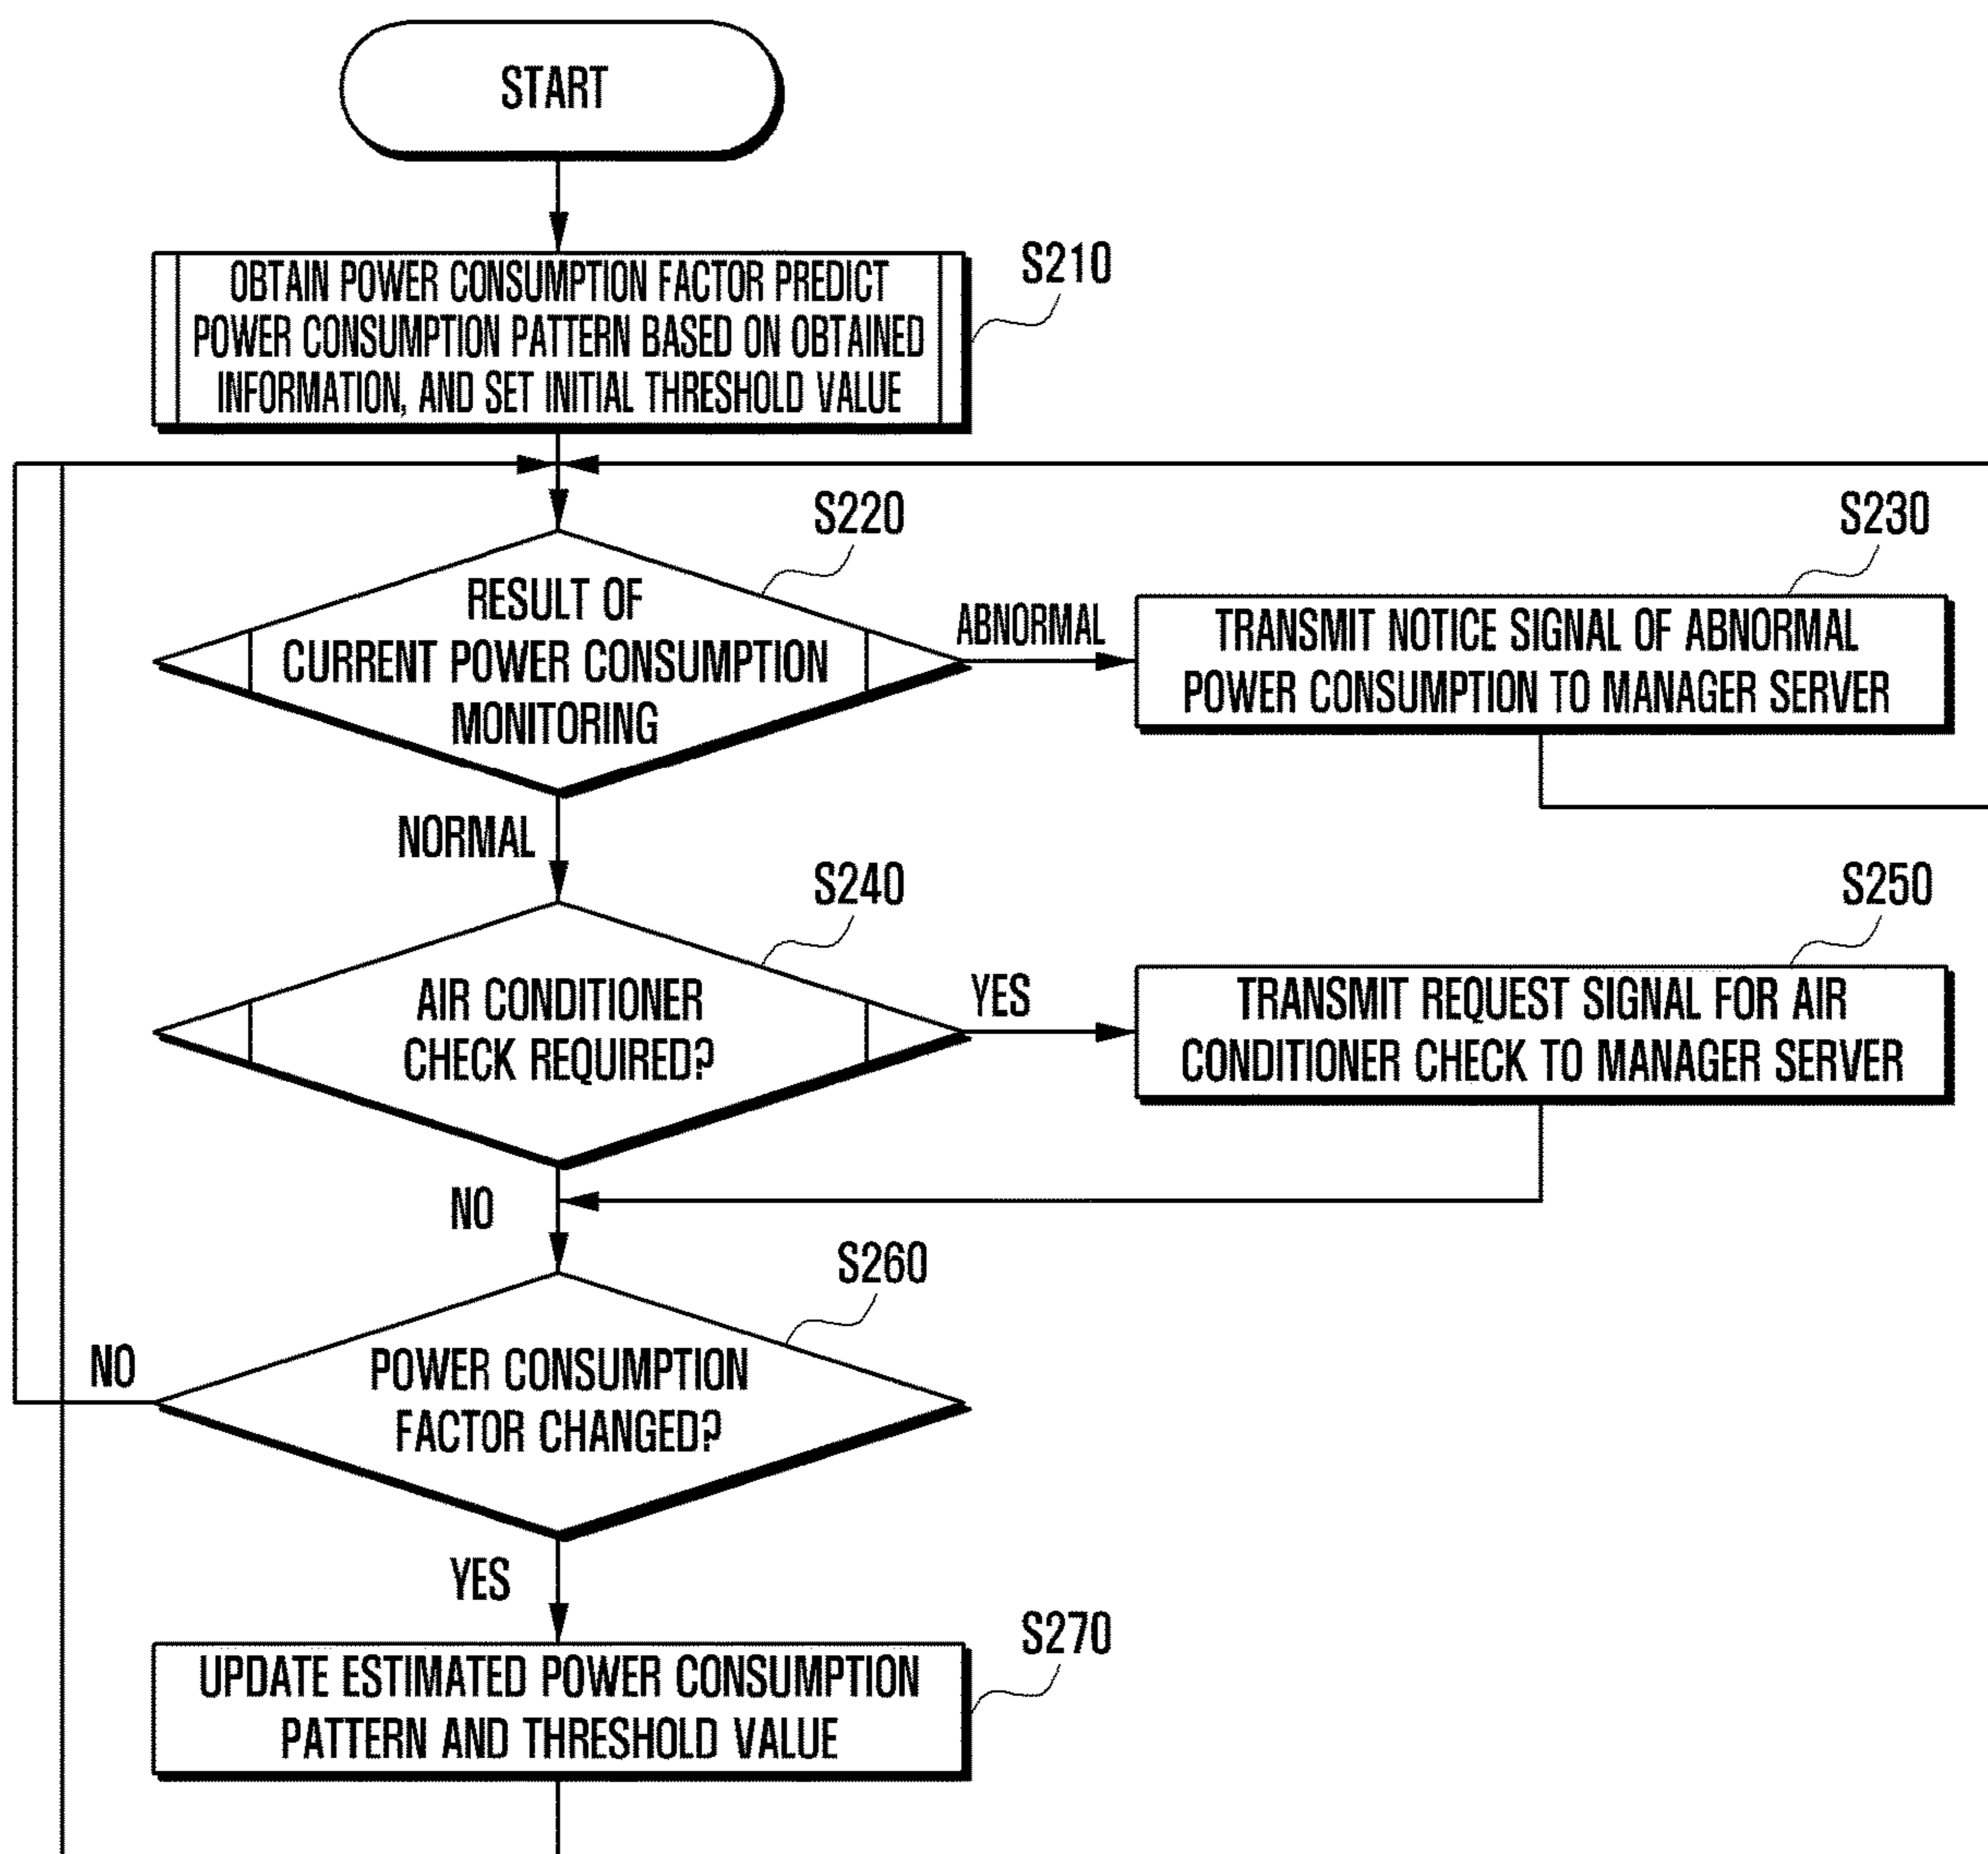 START
S210
OBTAIN POWER CONSUMPTION FACTOR PREDICT
POWER CONSUMPTION PATTERN BASED ON OBTAINED
INFORMATION, AND SET INITIAL THRESHOLD VALUE
S220
RESULT OF
CURRENT POWER CONSUMPTION
MONITORING
ABNORMAL
S230
TRANSMIT NOTICE SIGNAL OF ABNORMAL
POWER CONSUMPTION TO MANAGER SERVER
NORMAL
S240
AIR CONDITIONER
CHECK REQUIRED?
YES
S250
TRANSMIT REQUEST SIGNAL FOR AIR
CONDITIONER CHECK TO MANAGER SERVER
NO
S260
POWER CONSUMPTION
FACTOR CHANGED?
NO
YES
S270
UPDATE ESTIMATED POWER CONSUMPTION
PATTERN AND THRESHOLD VALUE